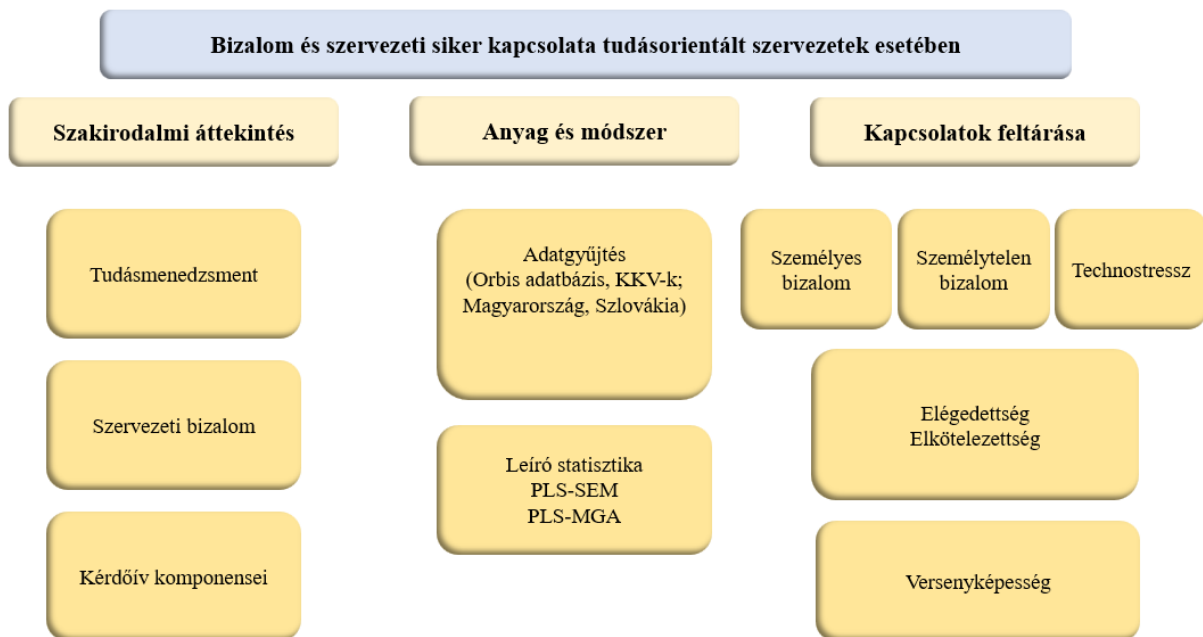 Bizalom és szervezeti siker kapcsolata tudásorientált szervezetek esetében
Szakirodalmi áttekintés
Tudásmenedzsment
Szervezeti bizalom
Kérdőív komponensei
Anyag és módszer
Adatgyűjtés
(Orbis adatbázis, KKV-k;
Magyarország, Szlovákia)
Leíró statisztika
PLS-SEM
PLS-MGA
Kapcsolatok feltárása
Személyes
bizalom
Személytelen
bizalom
Technostressz
Elégedettség
Elkötelezettség
Versenyképesség